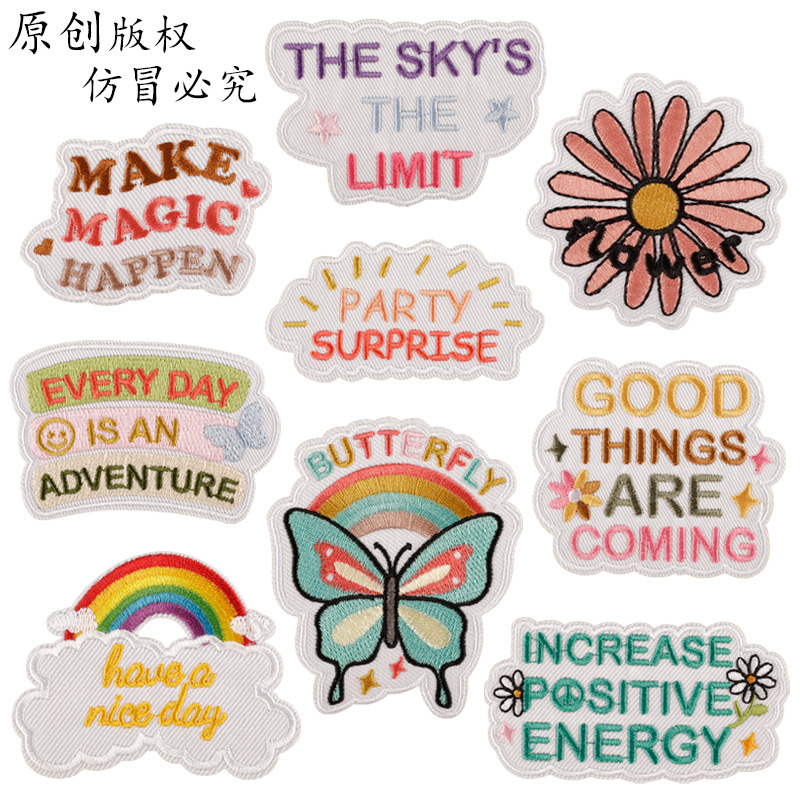 原创版权
仿冒必究
THE SKY'S
THE
LIMIT
MAKE
MAGIC
HAPPEN
flower
PARTY
SURPRISE
EVERY DAY
IS AN
ADVENTURE
BUTTERFLY
GOOD
THINGS
ARE
COMING
have a
nice day
INCREASE
POSITIVE
ENERGY